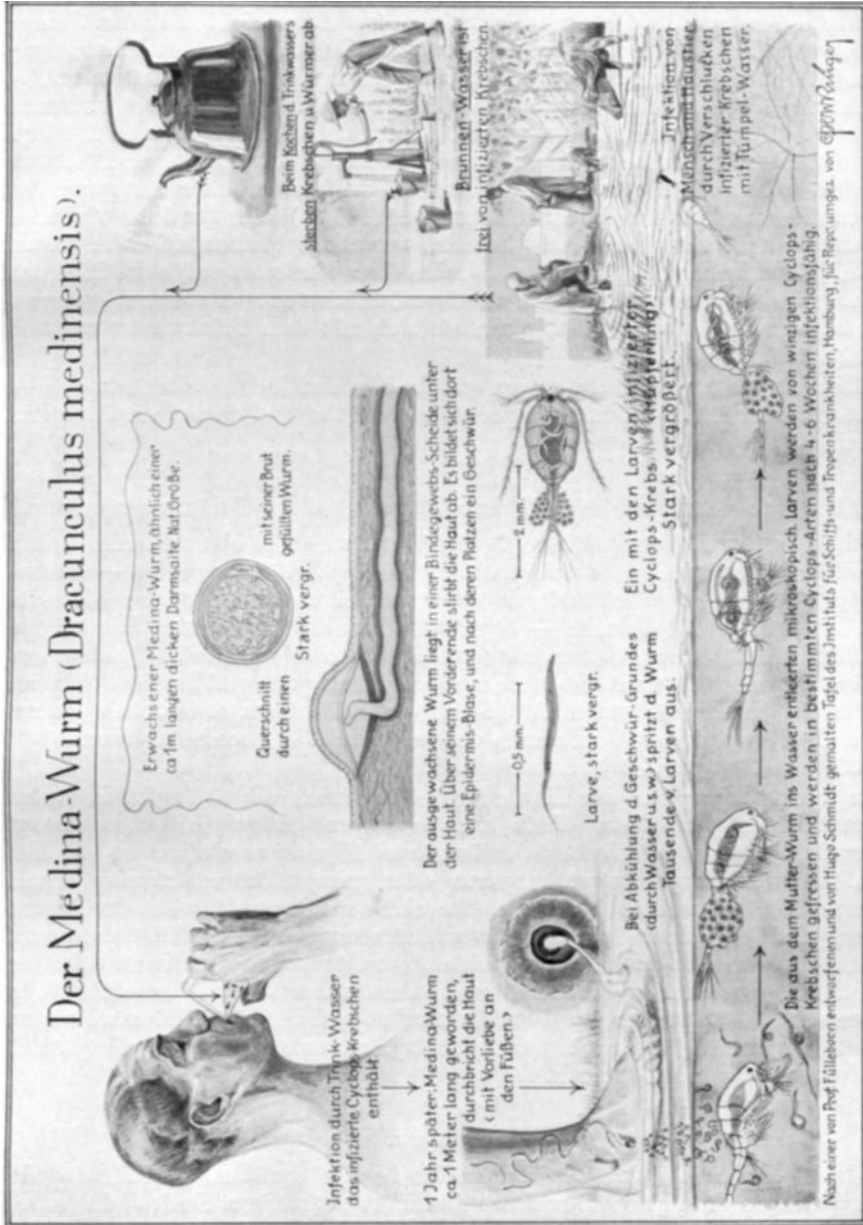 Der Medina-Wurm (Dracunculus medinensis).
Infektion durch Trink-Wasser
das infizierte Cyclops-Krebschen
enthält
1 Jahr später: Medina-Wurm
ca 1 Meter lang geworden,
durchbricht die Haut
(mit Vorliebe an
den Füßen.)
Erwachsener Medina-Wurm, ähnlich einer
ca 1m langen dicken Darmsaite. Nat. Größe.
Querschnitt
durch einen
mit seiner Brut
gefüllten Wurm.
Stark vergr.
Der ausgewachsene Wurm liegt in einer Bindegewebs-Scheide unter
der Haut. Über seinem Vorderende stirbt die Haut ab. Es bildet sich dort
eine Epidermis-Blase, und nach deren Platzen ein Geschwür.
0,5 mm.
Larve, stark vergr.
2 mm.
Ein mit den Larven infizierter
Cyclops-Krebs (Hüpferling)
Stark vergrößert.
Bei Abkühlung d. Geschwür-Grundes
(durch Wasser u.s.w.) spritzt d. Wurm
Tausende v. Larven aus.
Beim Kochen d. Trinkwassers
sterben Krebschen u. Würmer ab
Brunnen-Wasser ist
frei von infizierten Krebschen.
Infektion von
Mensch und Haustier
durch Verschlucken
infizierter Krebschen
mit Tümpel-Wasser.
Die aus dem Mutter-Wurm ins Wasser entleerten mikroskopisch. Larven werden von winzigen Cyclops-
Krebschen gefressen und werden in bestimmten Cyclops-Arten nach 4-6 Wochen infektionsfähig.
Nach einer von Prof. Fülleborn entworfenen und von Hugo Schmidt gemalten Tafel des Instituts für Schiffs- und Tropenkrankheiten, Hamburg, für Repr. umgez. von